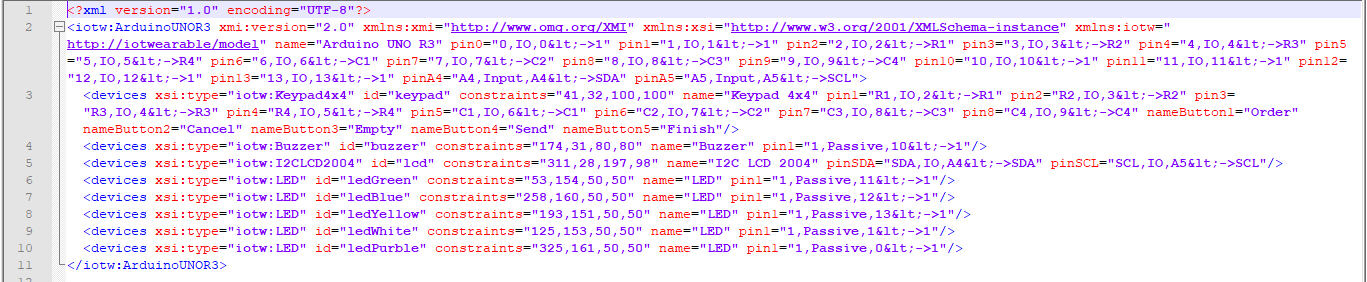 1 <?xml version="1.0" encoding="UTF-8"?>
2 <iotw:ArduinoUNOR3 xmi:version="2.0" xmlns:xmi="http://www.omg.org/XMI" xmlns:xsi="http://www.w3.org/2001/XMLSchema-instance" xmlns:iotw="
http://iotwearable/model" name="Arduino UNO R3" pin0="0,IO,0&lt;->1" pin1="1,IO,1&lt;->1" pin2="2,IO,2&lt;->R1" pin3="3,IO,3&lt;->R2" pin4="4,IO,4&lt;->R3" pin5
="5,IO,5&lt;->R4" pin6="6,IO,6&lt;->C1" pin7="7,IO,7&lt;->C2" pin8="8,IO,8&lt;->C3" pin9="9,IO,9&lt;->C4" pin10="10,IO,10&lt;->1" pin11="11,IO,11&lt;->1" pin12=
"12,IO,12&lt;->1" pin13="13,IO,13&lt;->1" pinA4="A4,Input,A4&lt;->SDA" pinA5="A5,Input,A5&lt;->SCL">
3 <devices xsi:type="iotw:Keypad4x4" id="keypad" constraints="41,32,100,100" name="Keypad 4x4" pin1="R1,IO,2&lt;->R1" pin2="R2,IO,3&lt;->R2" pin3=
"R3,IO,4&lt;->R3" pin4="R4,IO,5&lt;->R4" pin5="C1,IO,6&lt;->C1" pin6="C2,IO,7&lt;->C2" pin7="C3,IO,8&lt;->C3" pin8="C4,IO,9&lt;->C4" nameButton1="Order"
nameButton2="Cancel" nameButton3="Empty" nameButton4="Send" nameButton5="Finish"/>
4 <devices xsi:type="iotw:Buzzer" id="buzzer" constraints="174,31,80,80" name="Buzzer" pin1="1,Passive,10&lt;->1"/>
5 <devices xsi:type="iotw:I2CLCD2004" id="lcd" constraints="311,28,197,98" name="I2C LCD 2004" pinSDA="SDA,IO,A4&lt;->SDA" pinSCL="SCL,IO,A5&lt;->SCL"/>
6 <devices xsi:type="iotw:LED" id="ledGreen" constraints="53,154,50,50" name="LED" pin1="1,Passive,11&lt;->1"/>
7 <devices xsi:type="iotw:LED" id="ledBlue" constraints="258,160,50,50" name="LED" pin1="1,Passive,12&lt;->1"/>
8 <devices xsi:type="iotw:LED" id="ledYellow" constraints="193,151,50,50" name="LED" pin1="1,Passive,13&lt;->1"/>
9 <devices xsi:type="iotw:LED" id="ledWhite" constraints="125,153,50,50" name="LED" pin1="1,Passive,1&lt;->1"/>
10 <devices xsi:type="iotw:LED" id="ledPurble" constraints="325,161,50,50" name="LED" pin1="1,Passive,0&lt;->1"/>
11 </iotw:ArduinoUNOR3>